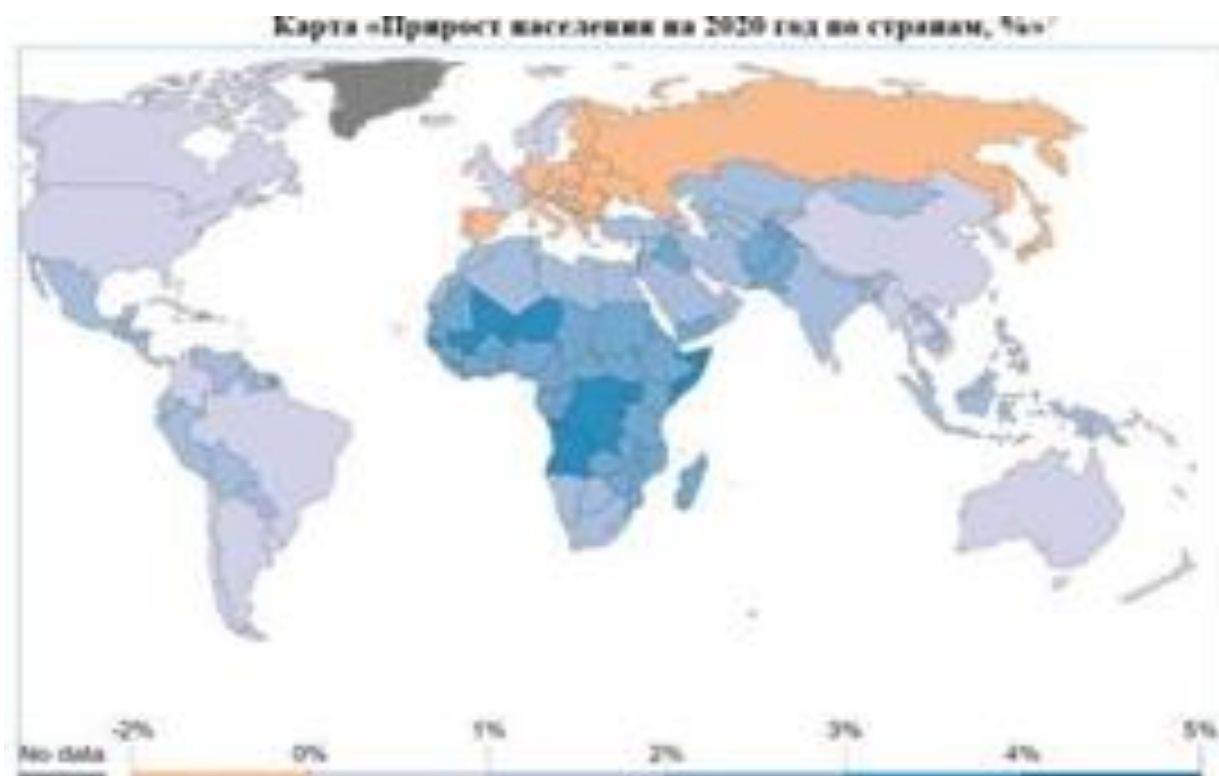 Карта «Прирост населения на 2020 год по странам, %»
-2% 1% 3% 5%
No data 0% 2% 4%